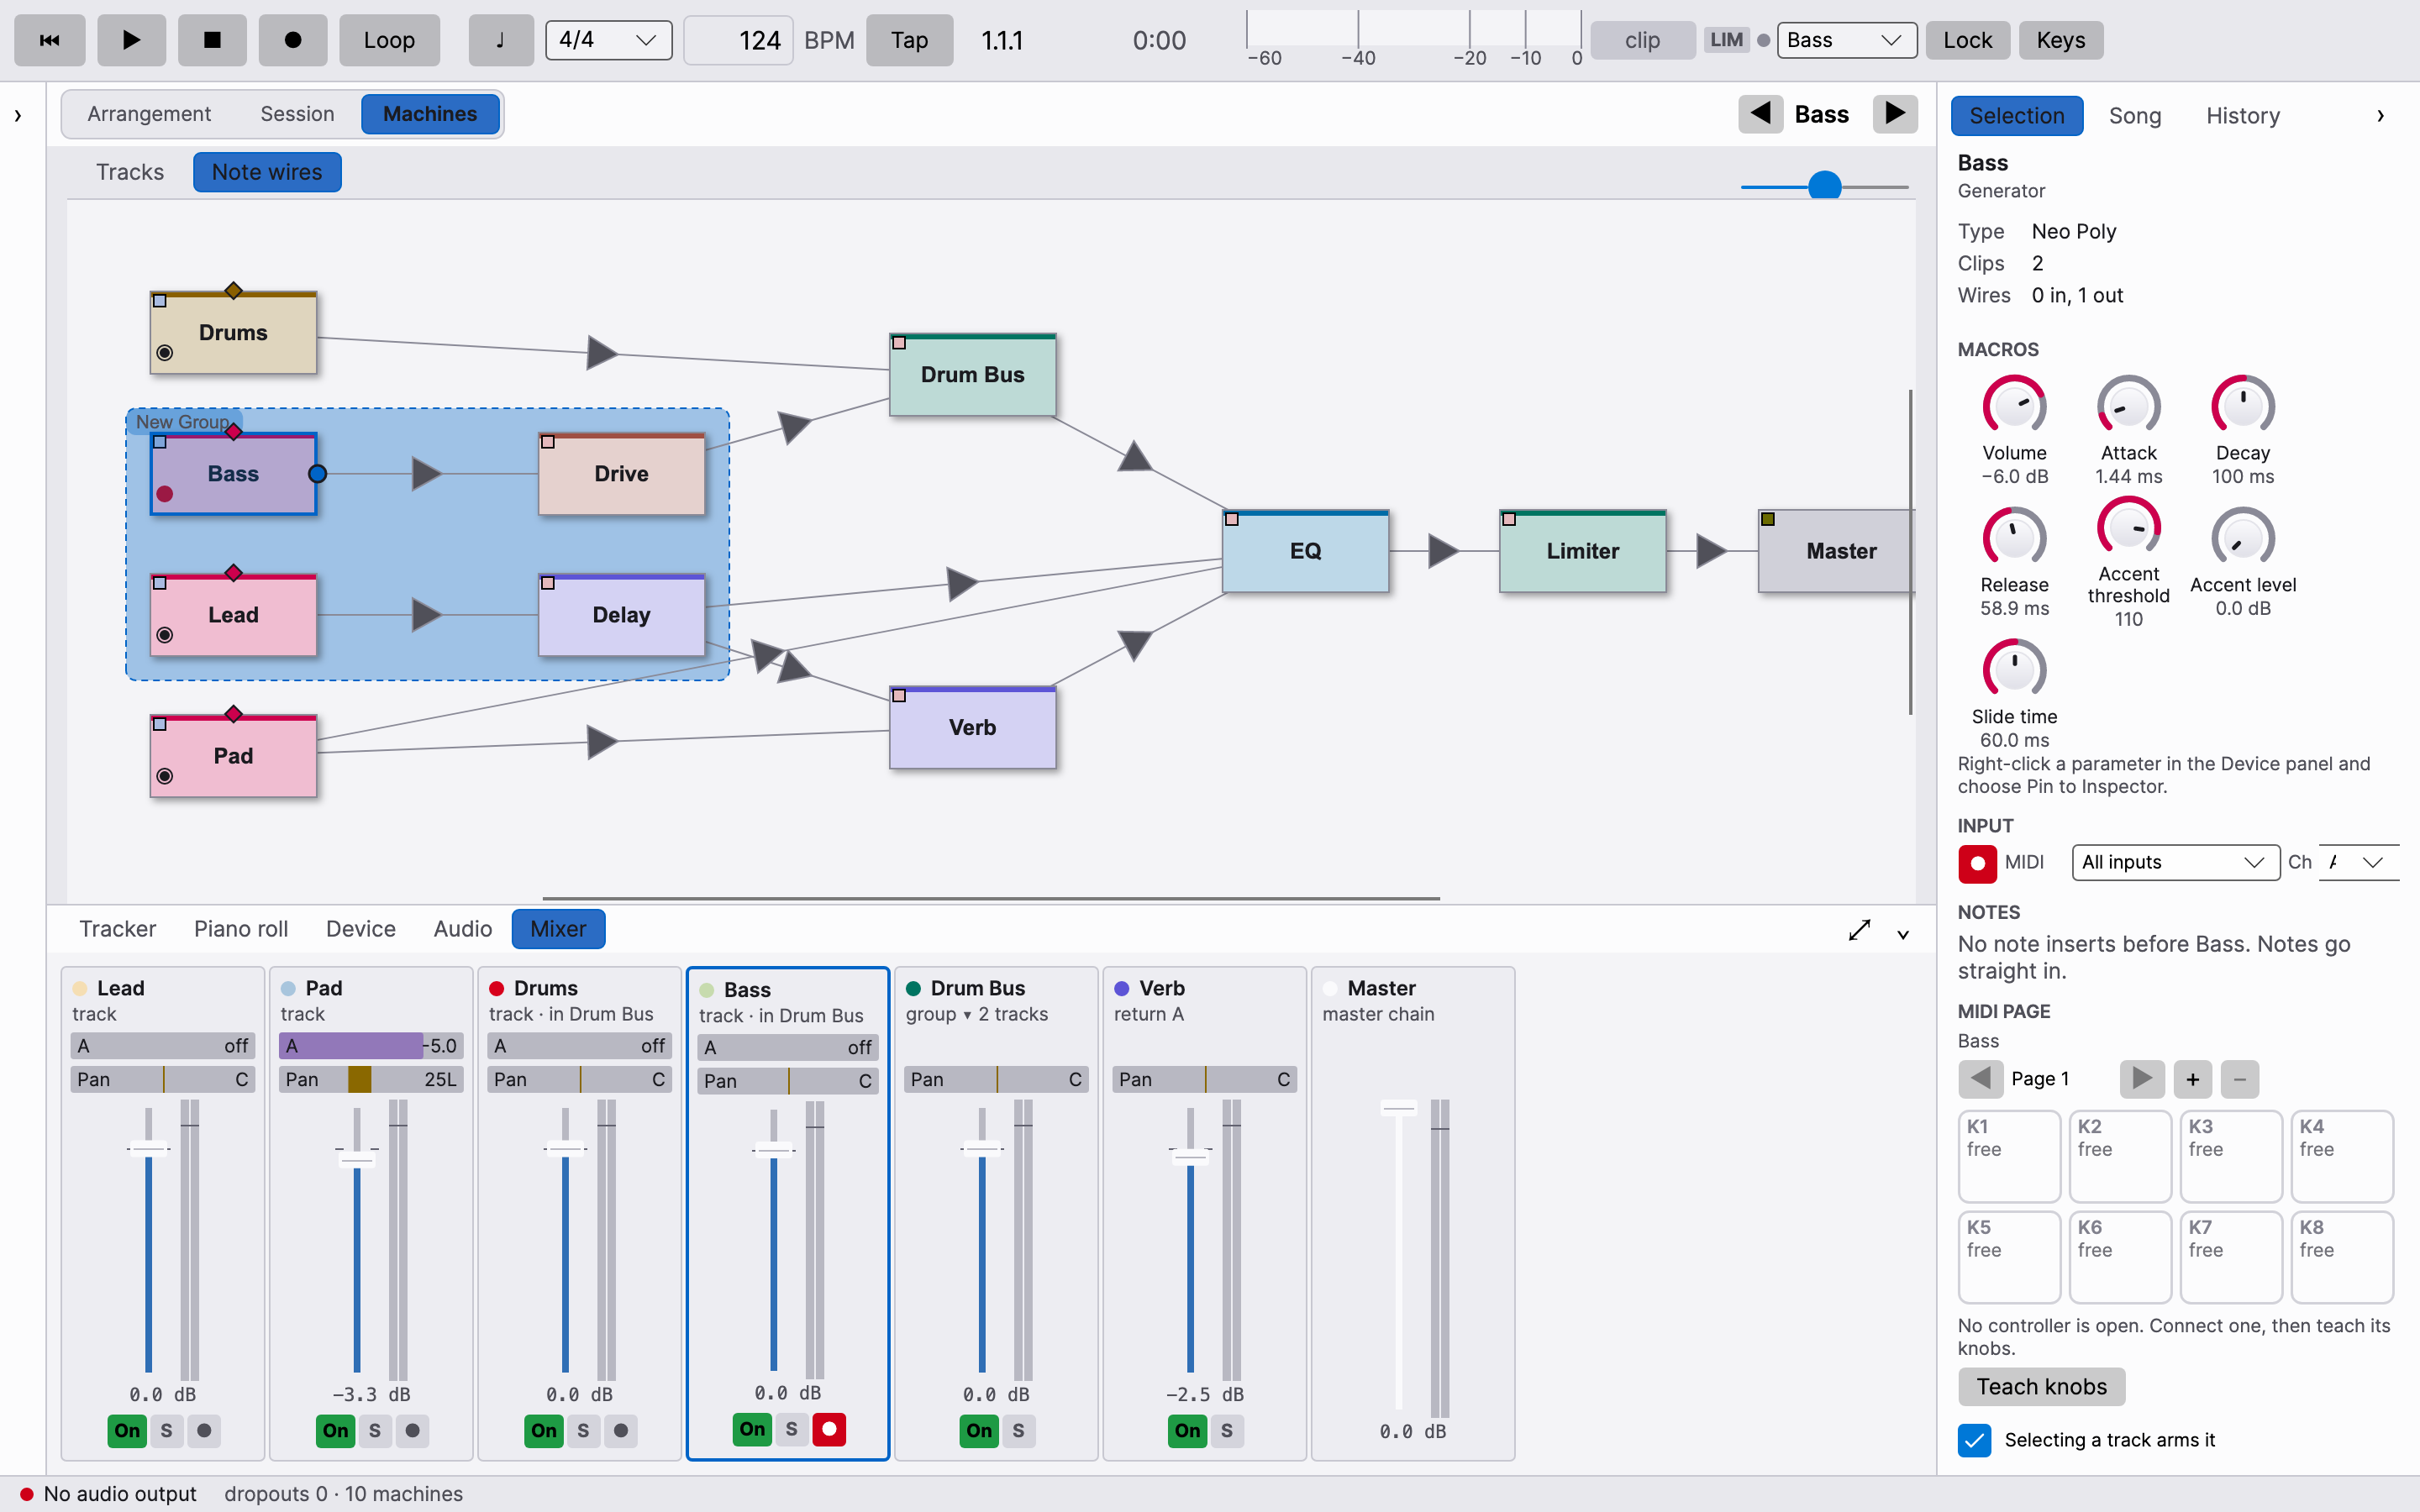 Loop 4/4 124 BPM Tap 1.1.1 0:00 −60 −40 −20 −10 0 clip LIM Bass Lock Keys
Arrangement Session Machines Bass
Tracks Note wires
Drums
Drum Bus
New Group
Bass
Drive
EQ
Limiter
Master
Lead
Delay
Verb
Pad
Tracker Piano roll Device Audio Mixer
Lead
track
A off
Pan C
0.0 dB
On S
Pad
track
A −5.0
Pan 25L
−3.3 dB
On S
Drums
track · in Drum Bus
A off
Pan C
0.0 dB
On S
Bass
track · in Drum Bus
A off
Pan C
0.0 dB
On S
Drum Bus
group ▾ 2 tracks
Pan C
0.0 dB
On S
Verb
return A
Pan C
−2.5 dB
On S
Master
master chain
0.0 dB
Selection Song History
Bass
Generator
Type Neo Poly
Clips 2
Wires 0 in, 1 out
MACROS
Volume Attack Decay
−6.0 dB 1.44 ms 100 ms
Release
58.9 ms
Accent
threshold
110
Accent level
0.0 dB
Slide time
60.0 ms
Right-click a parameter in the Device panel and
choose Pin to Inspector.
INPUT
MIDI All inputs Ch
NOTES
No note inserts before Bass. Notes go
straight in.
MIDI PAGE
Bass
Page 1 + −
K1 K2 K3 K4
free free free free
K5 K6 K7 K8
free free free free
No controller is open. Connect one, then teach its
knobs.
Teach knobs
Selecting a track arms it
No audio output dropouts 0 · 10 machines